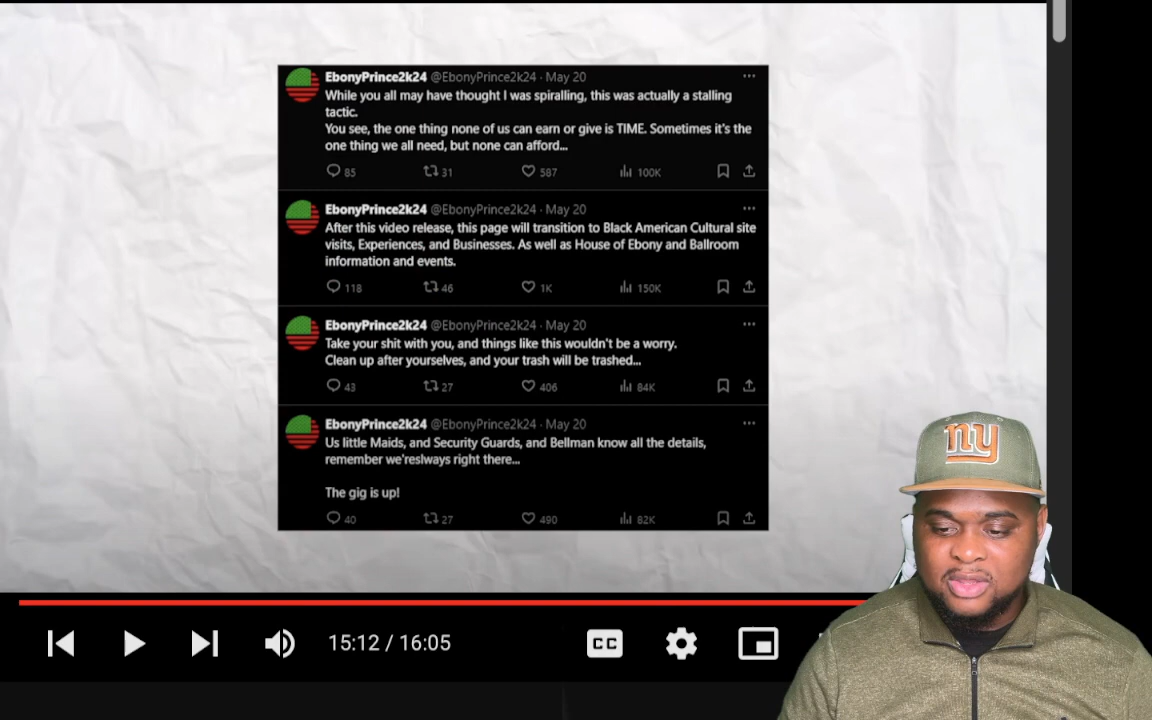 EbonyPrince2k24 @EbonyPrince2k24 · May 20
While you all may have thought I was spiralling, this was actually a stalling
tactic.
You see, the one thing none of us can earn or give is TIME. Sometimes it's the
one thing we all need, but none can afford...
85 31 587 100K
EbonyPrince2k24 @EbonyPrince2k24 · May 20
After this video release, this page will transition to Black American Cultural site
visits, Experiences, and Businesses. As well as House of Ebony and Ballroom
information and events.
118 46 1K 150K
EbonyPrince2k24 @EbonyPrince2k24 · May 20
Take your shit with you, and things like this wouldn't be a worry.
Clean up after yourselves, and your trash will be trashed...
43 27 406 84K
EbonyPrince2k24 @EbonyPrince2k24 · May 20
Us little Maids, and Security Guards, and Bellman know all the details,
remember we'reslways right there...
The gig is up!
40 27 490 82K
ny
15:12 / 16:05
CC